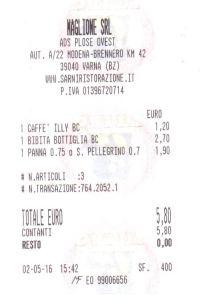 MAGLIONE SRL
ADS PLOSE OVEST
AUT. A/22 MODENA-BRENNERO KM 42
39040 VARNA (BZ)
WWW.SARNIRISTORAZIONE.IT
P.IVA 01396720714
EURO
1 CAFFE' ILLY BC 1,20
1 BIBITA BOTTIGLIA BC 2,70
1 PANNA 0.75 o S. PELLEGRINO 0.7 1,90
# N.ARTICOLI :3
# N.TRANSAZIONE:764.2052.1
TOTALE EURO 5,80
CONTANTI 5,80
RESTO 0,00
02-05-16 15:42 SF. 400
MF EO 99006656